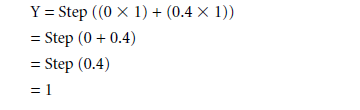 Y = Step ((0 × 1) + (0.4 × 1))
= Step (0 + 0.4)
= Step (0.4)
= 1